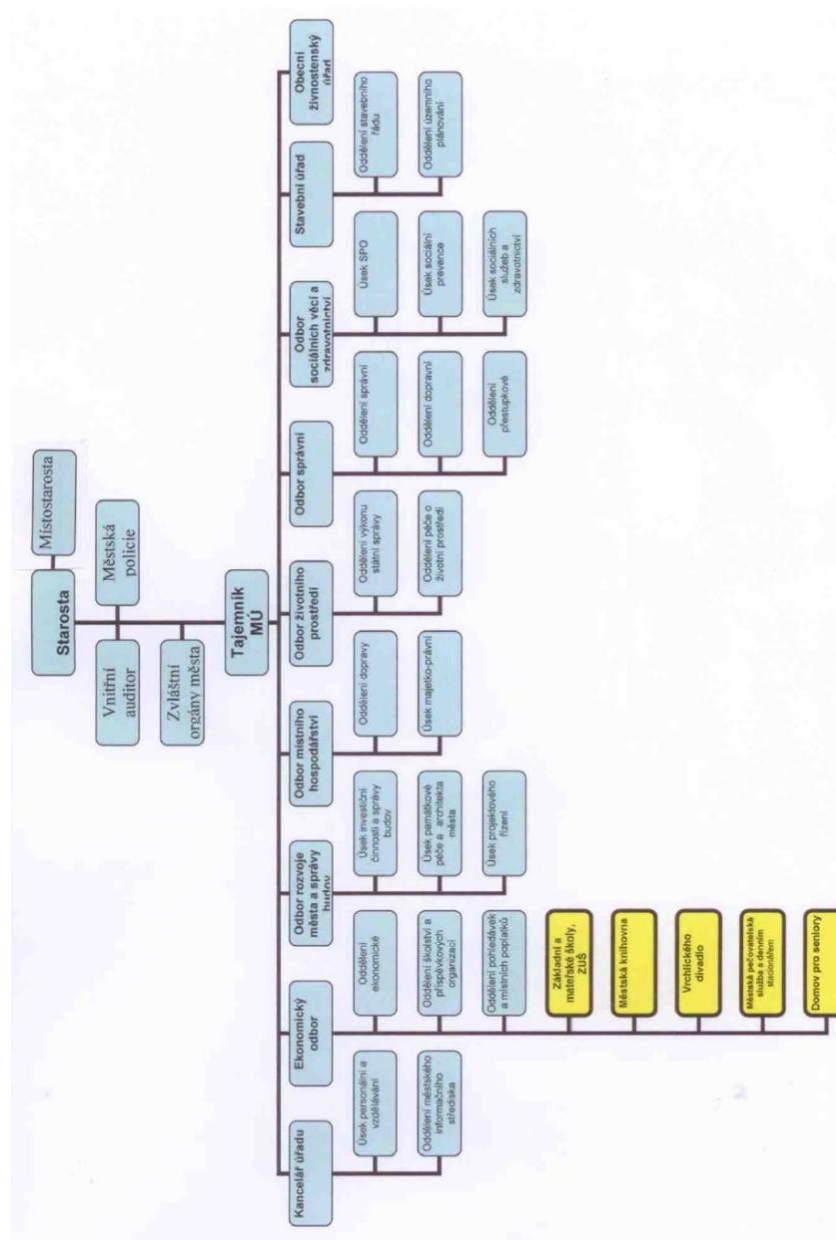 Starosta
Místostarosta
Vnitřní
auditor
Městská
policie
Zvláštní
orgány města
Tajemník
MÚ
Kancelář úřadu
Úsek personální a
vzdělávání
Oddělení městského
informačního
střediska
Ekonomický
odbor
Oddělení
ekonomické
Oddělení školství a
příspěvkových
organizací
Oddělení pohledávek
a místních poplatků
Základní a
mateřské školy,
ZUŠ
Městská knihovna
Vrchlického
divadlo
Městská pečovatelská
služba s denním
stacionářem
Domov pro seniory
Odbor rozvoje
města a správy
budov
Úsek investiční
činnosti a správy
budov
Úsek památkové
péče a architekta
města
Úsek projektového
řízení
Odbor místního
hospodářství
Oddělení dopravy
Úsek majetko-právní
Odbor životního
prostředí
Oddělení výkonu
státní správy
Oddělení péče o
životní prostředí
Odbor správní
Oddělení správní
Oddělení dopravní
Oddělení
přestupkové
Odbor
sociálních věcí a
zdravotnictví
Úsek SPO
Úsek sociální
prevence
Úsek sociálních
služeb a
zdravotnictví
Stavební úřad
Oddělení stavebního
řádu
Oddělení územního
plánování
Obecní
živnostenský
úřad